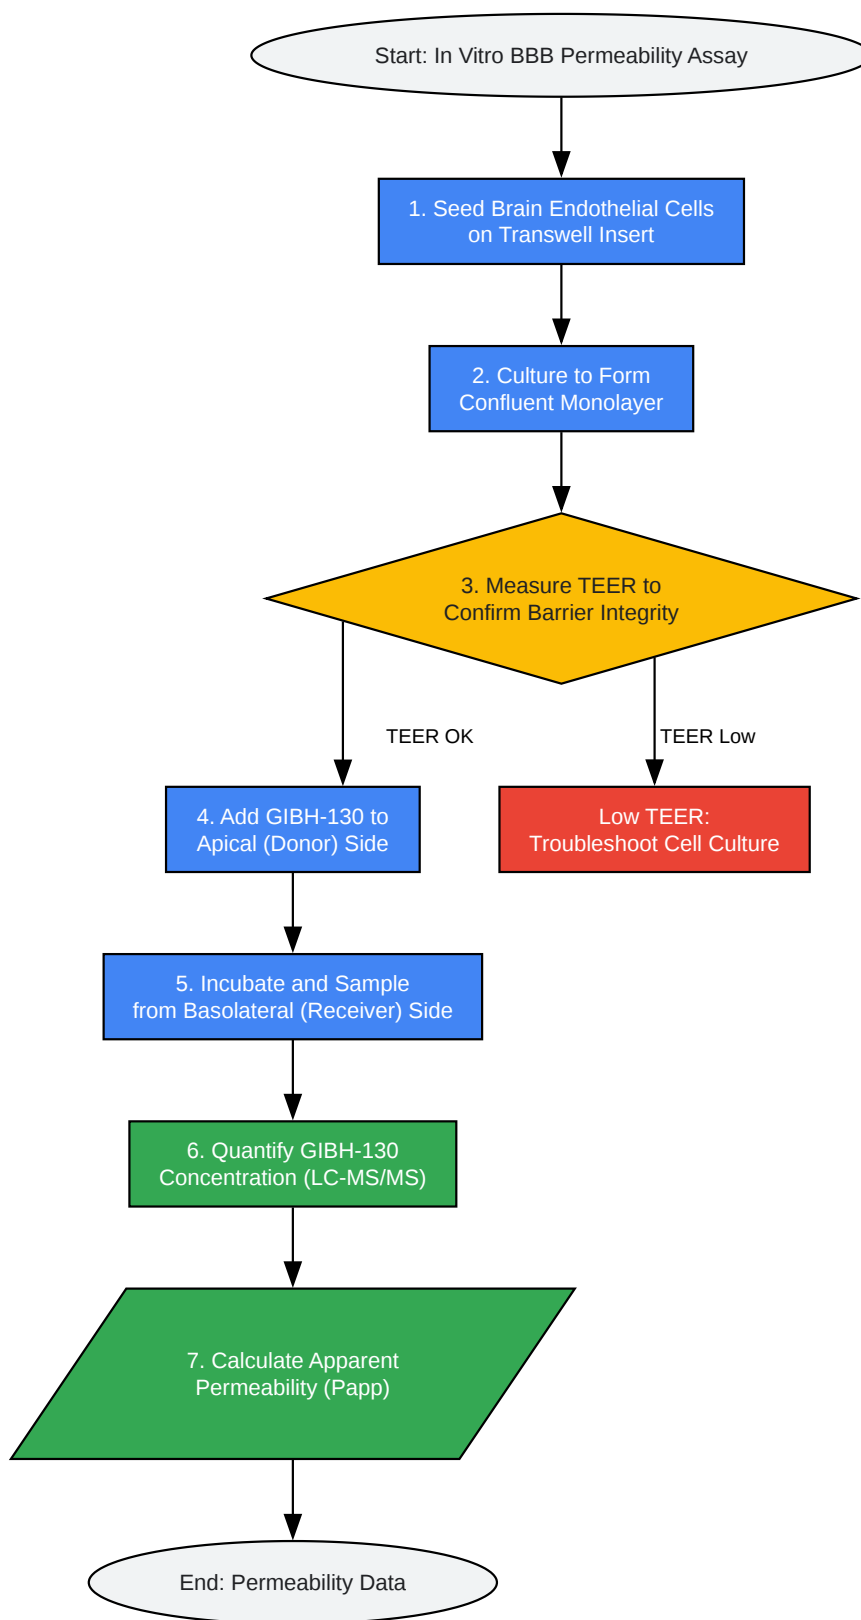 Start: In Vitro BBB Permeability Assay
1. Seed Brain Endothelial Cells
on Transwell Insert
2. Culture to Form
Confluent Monolayer
3. Measure TEER to
Confirm Barrier Integrity
TEER OK
TEER Low
4. Add GIBH-130 to
Apical (Donor) Side
Low TEER:
Troubleshoot Cell Culture
5. Incubate and Sample
from Basolateral (Receiver) Side
6. Quantify GIBH-130
Concentration (LC-MS/MS)
7. Calculate Apparent
Permeability (Papp)
End: Permeability Data